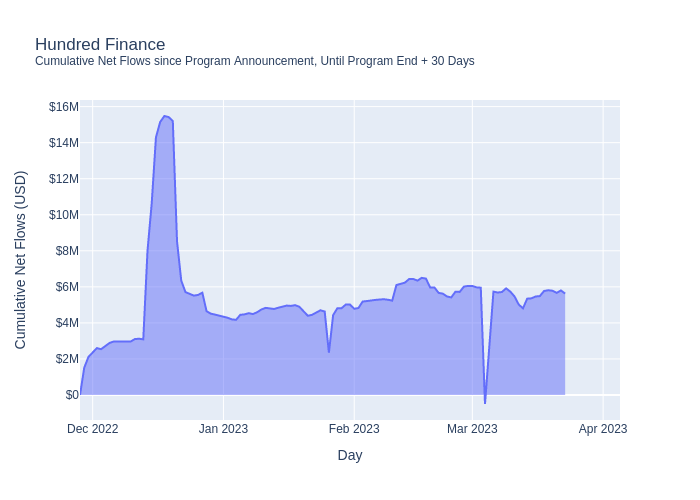 Hundred Finance
Cumulative Net Flows since Program Announcement, Until Program End + 30 Days
Cumulative Net Flows (USD)
$16M
$14M
$12M
$10M
$8M
$6M
$4M
$2M
$0
Dec 2022
Jan 2023
Feb 2023
Mar 2023
Apr 2023
Day